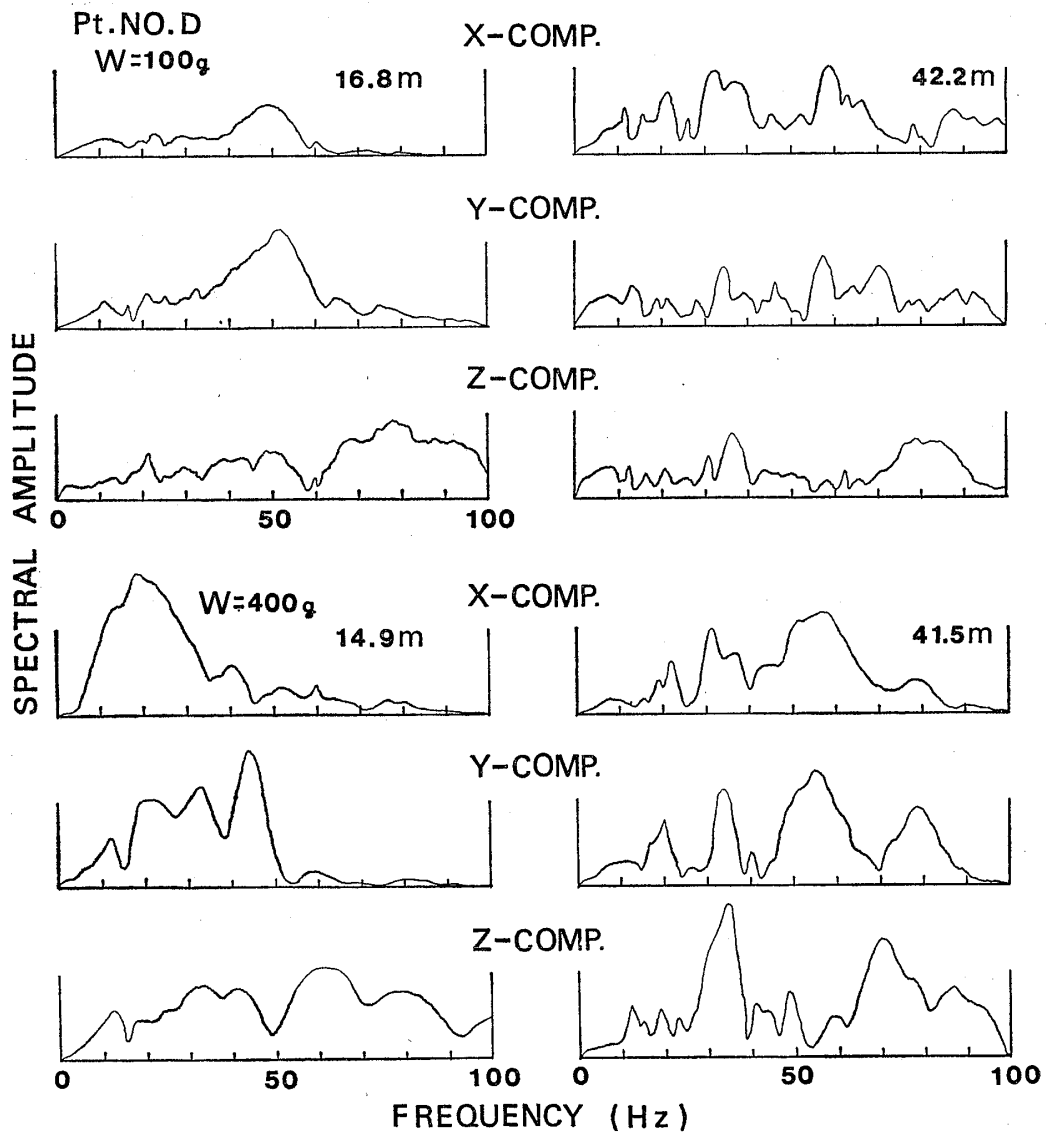 Pt.NO.D
W=100g
X-COMP.
16.8m
42.2m
Y-COMP.
Z-COMP.
0 50 100
SPECTRAL AMPLITUDE
W=400g
X-COMP.
14.9m
41.5m
Y-COMP.
Z-COMP.
0 50 100
0 50 100
FREQUENCY (Hz)